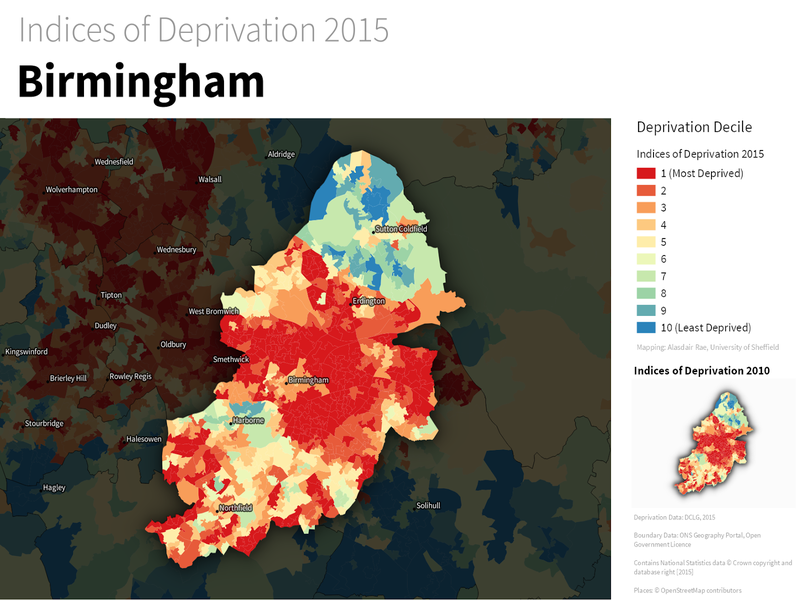 Indices of Deprivation 2015
Birmingham
Deprivation Decile
Indices of Deprivation 2015
1 (Most Deprived)
2
3
4
5
6
7
8
9
10 (Least Deprived)
Mapping: Alasdair Rae, University of Sheffield
Indices of Deprivation 2010
Deprivation Data: DCLG, 2015
Boundary Data: ONS Geography Portal, Open
Government Licence
Contains National Statistics data © Crown copyright and
database right [2015]
Places: © OpenStreetMap contributors
Aldridge
Wednesfield
Walsall
Wolverhampton
Sutton Coldfield
Wednesbury
Tipton
Erdington
West Bromwich
Dudley
Oldbury
Kingswinford
Smethwick
Brierley Hill
Rowley Regis
Birmingham
Stourbridge
Harborne
Halesowen
Hagley
Northfield
Solihull